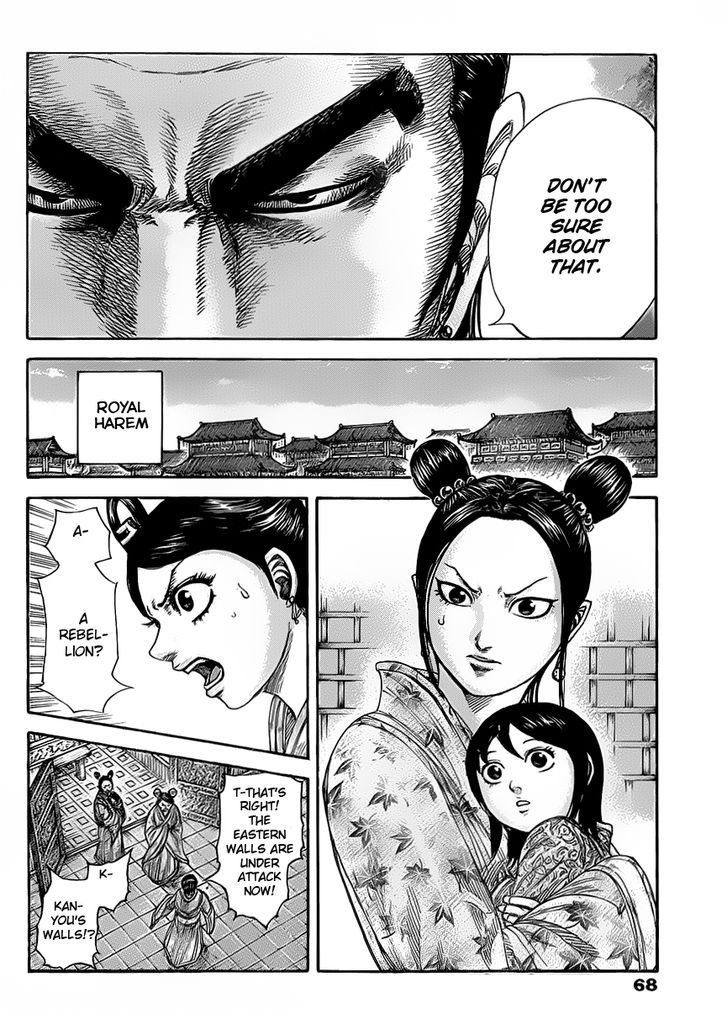 DON'T
BE TOO
SURE
ABOUT
THAT.
ROYAL
HAREM
A-
A
REBEL-
LION?
T-THAT'S
RIGHT!
THE
EASTERN
WALLS ARE
UNDER
ATTACK
NOW!
K-
KAN-
YOU'S
WALLS!?
68